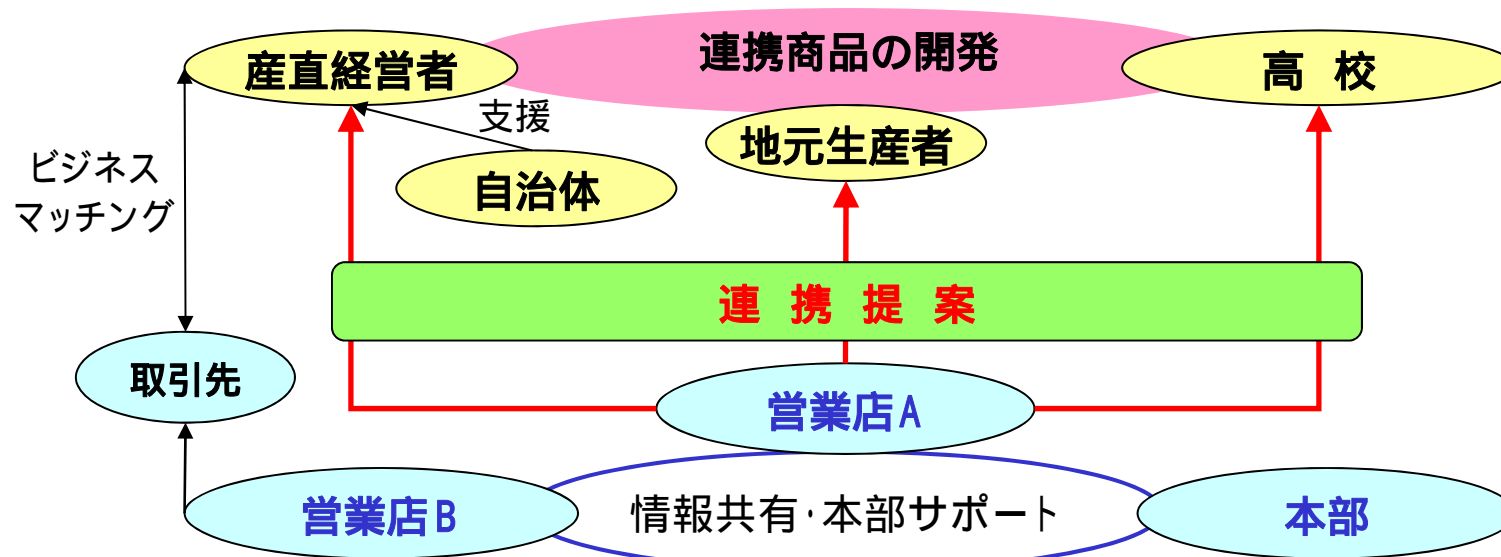 連携商品の開発
産直経営者
高 校
支援
地元生産者
ビジネス
マッチング
自治体
連 携 提 案
取引先
営業店A
営業店B
情報共有・本部サポート
本部